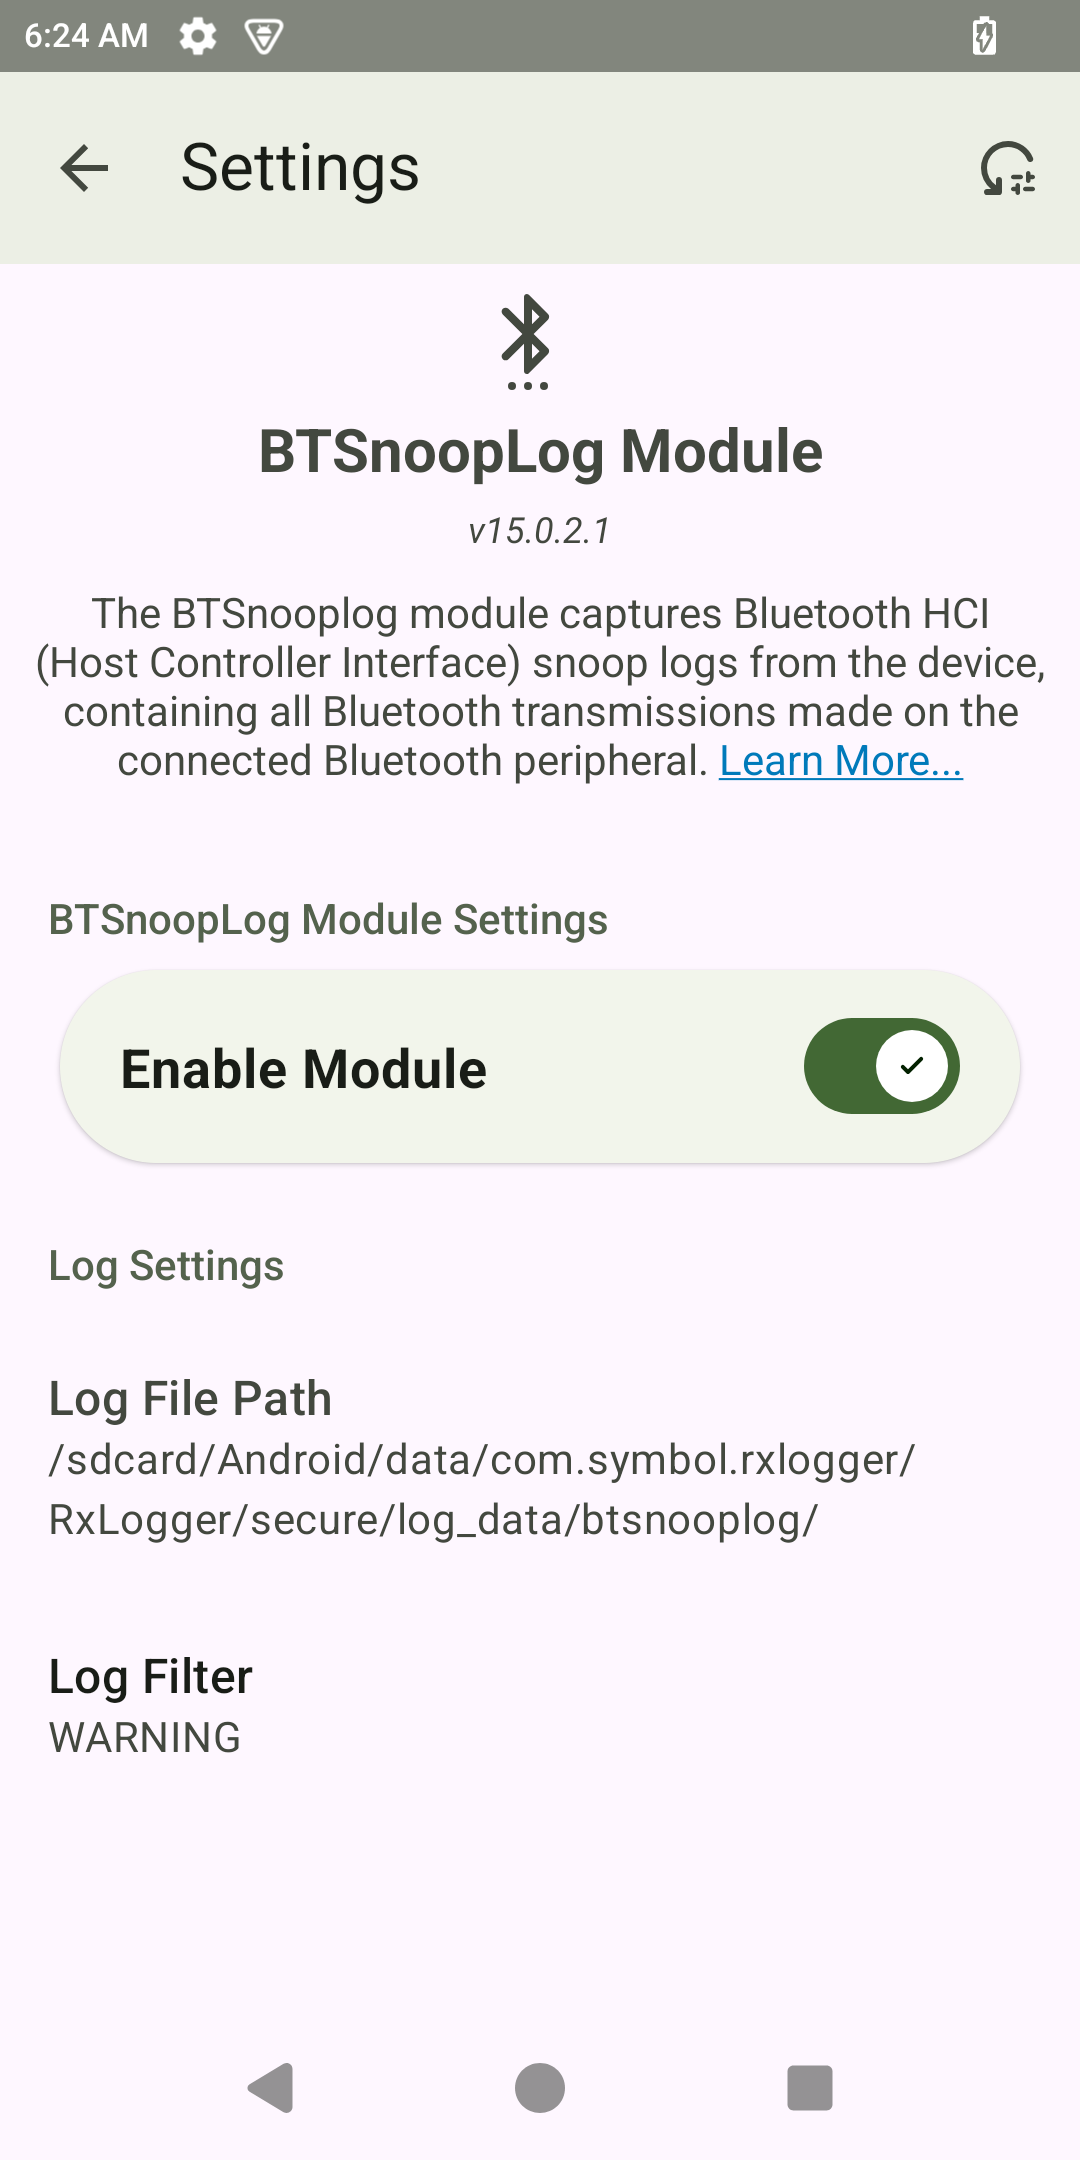 6:24 AM
Settings
BTSnoopLog Module
v15.0.2.1
The BTSnooplog module captures Bluetooth HCI
(Host Controller Interface) snoop logs from the device,
containing all Bluetooth transmissions made on the
connected Bluetooth peripheral. Learn More...
BTSnoopLog Module Settings
Enable Module
Log Settings
Log File Path
/sdcard/Android/data/com.symbol.rxlogger/
RxLogger/secure/log_data/btsnooplog/
Log Filter
WARNING